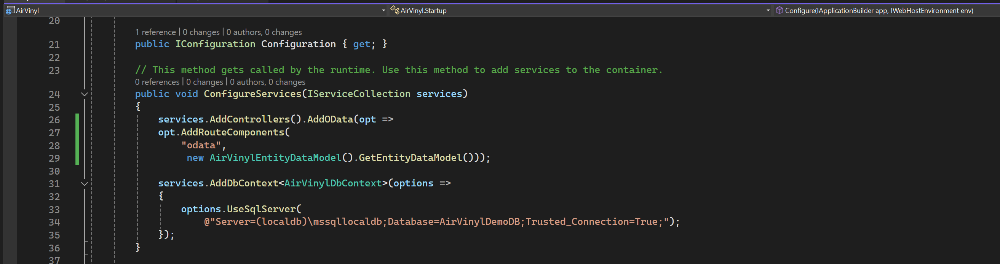 AirVinyl AirVinyl.Startup Configure(IApplicationBuilder app, IWebHostEnvironment env)
20
1 reference | 0 changes | 0 authors, 0 changes
21 public IConfiguration Configuration { get; }
22
23 // This method gets called by the runtime. Use this method to add services to the container.
0 references | 0 changes | 0 authors, 0 changes
24 public void ConfigureServices(IServiceCollection services)
25 {
26 services.AddControllers().AddOData(opt =>
27 opt.AddRouteComponents(
28 "odata",
29 new AirVinylEntityDataModel().GetEntityDataModel()));
30
31 services.AddDbContext<AirVinylDbContext>(options =>
32 {
33 options.UseSqlServer(
34 @"Server=(localdb)\mssqllocaldb;Database=AirVinylDemoDB;Trusted_Connection=True;");
35 });
36 }
37